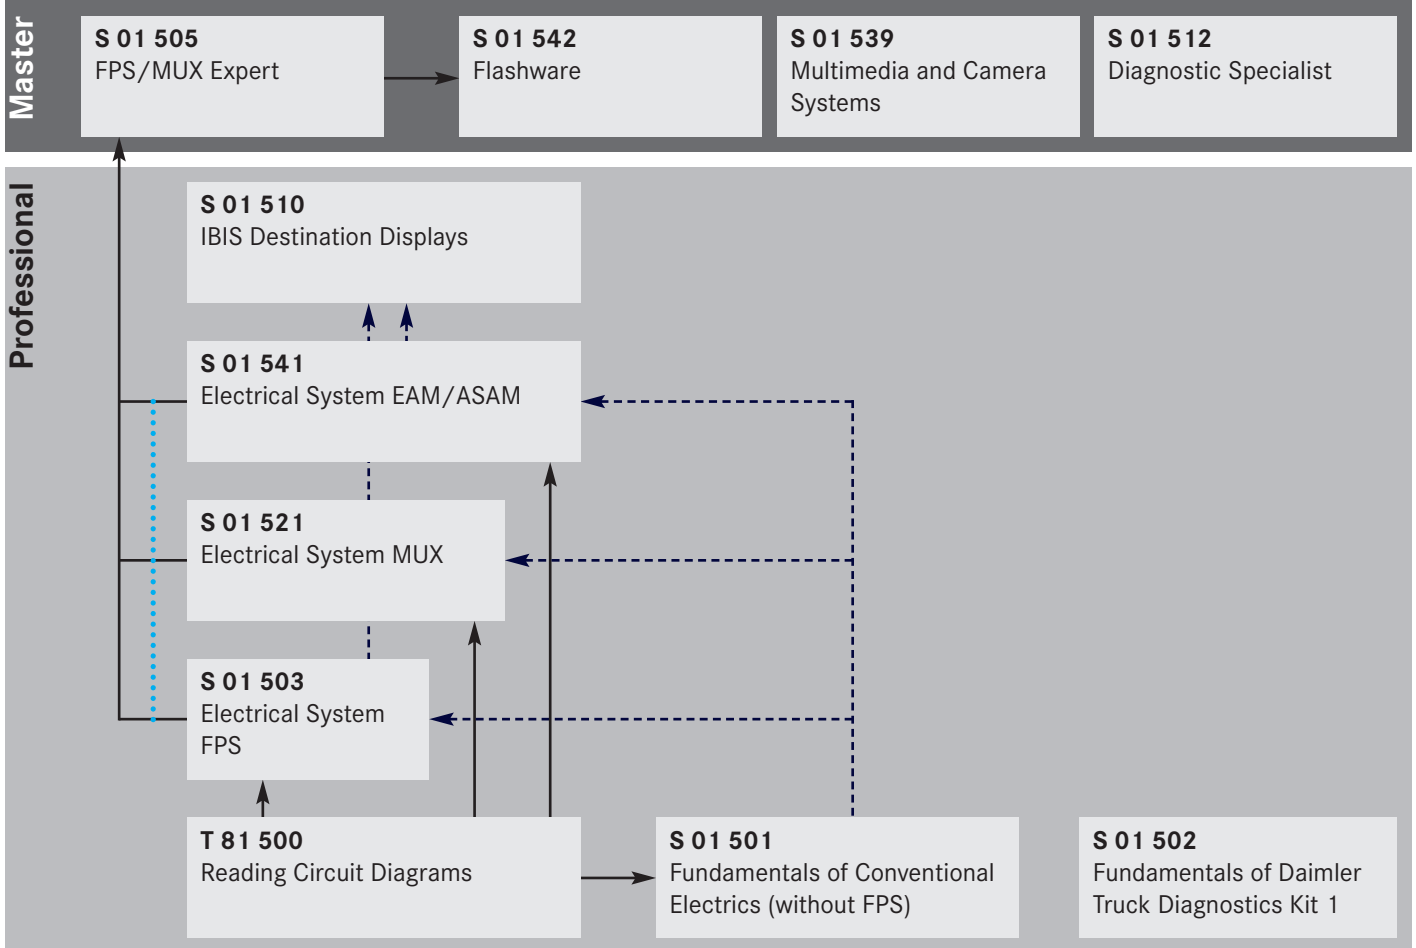 Master
S 01 505
FPS/MUX Expert
S 01 542
Flashware
S 01 539
Multimedia and Camera
Systems
S 01 512
Diagnostic Specialist
Professional
S 01 510
IBIS Destination Displays
S 01 541
Electrical System EAM/ASAM
S 01 521
Electrical System MUX
S 01 503
Electrical System
FPS
T 81 500
Reading Circuit Diagrams
S 01 501
Fundamentals of Conventional
Electrics (without FPS)
S 01 502
Fundamentals of Daimler
Truck Diagnostics Kit 1